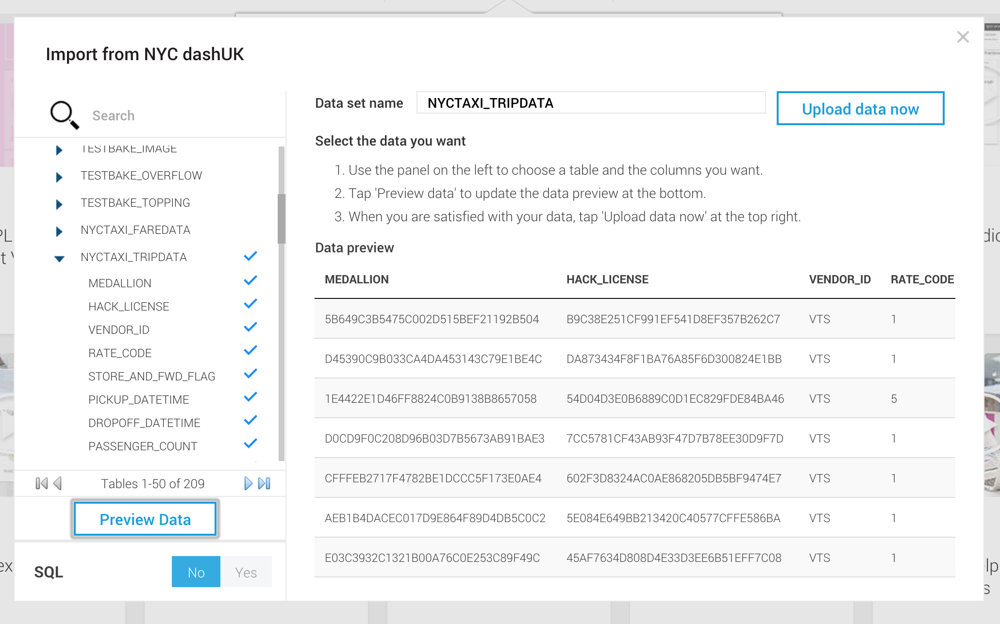 Import from NYC dashUK
Search
TESTBAKE_IMAGE
TESTBAKE_OVERFLOW
TESTBAKE_TOPPING
NYCTAXI_FAREDATA
NYCTAXI_TRIPDATA
MEDALLION
HACK_LICENSE
VENDOR_ID
RATE_CODE
STORE_AND_FWD_FLAG
PICKUP_DATETIME
DROPOFF_DATETIME
PASSENGER_COUNT
Tables 1-50 of 209
Preview Data
SQL No Yes
Data set name NYCTAXI_TRIPDATA Upload data now
Select the data you want
1. Use the panel on the left to choose a table and the columns you want.
2. Tap 'Preview data' to update the data preview at the bottom.
3. When you are satisfied with your data, tap 'Upload data now' at the top right.
Data preview
MEDALLION HACK_LICENSE VENDOR_ID RATE_CODE
5B649C3B5475C002D515BEF21192B504 B9C38E251CF991EF541D8EF357B262C7 VTS 1
D45390C9B033CA4DA453143C79E1BE4C DA873434F8F1BA76A85F6D300824E1BB VTS 1
1E4422E1D46FF8824C0B9138B8657058 54D04D3E0B6889C0D1EC829FDE84BA46 VTS 5
D0CD9F0C208D96B03D7B5673AB91BAE3 7CC5781CF43AB93F47D7B78EE30D9F7D VTS 1
CFFFEB2717F4782BE1DCCC5F173E0AE4 602F3D8324AC0AE868205DB5BF9474E7 VTS 1
AEB1B4DACEC017D9E864F89D4DB5C0C2 5E084E649BB213420C40577CFFE586BA VTS 1
E03C3932C1321B00A76C0E253C89F49C 45AF7634D808D4E33D3EE6B51EFF7C08 VTS 1